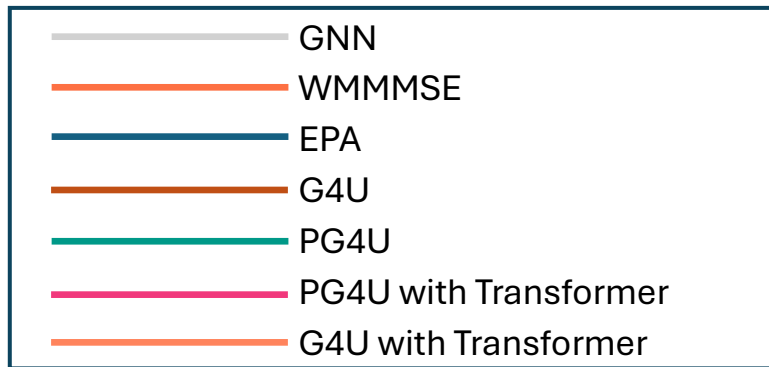 GNN
WMMMSE
EPA
G4U
PG4U
PG4U with Transformer
G4U with Transformer